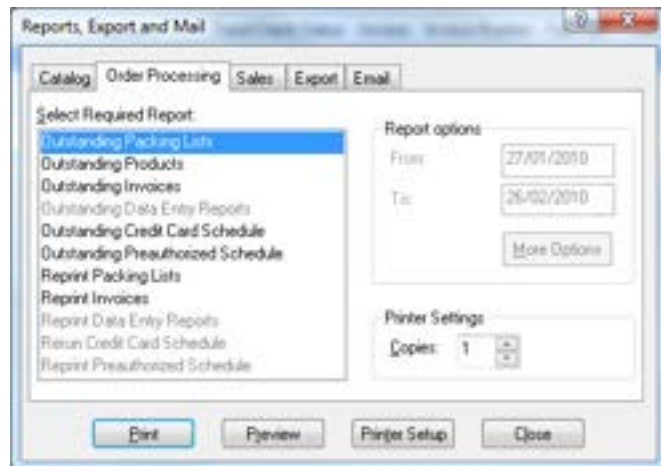 Reports, Export and Mail
Catalog Order Processing Sales Export Email
Select Required Report:
Outstanding Packing Lists
Outstanding Products
Outstanding Invoices
Outstanding Data Entry Reports
Outstanding Credit Card Schedule
Outstanding Preauthorized Schedule
Reprint Packing Lists
Reprint Invoices
Reprint Data Entry Reports
Rerun Credit Card Schedule
Reprint Preauthorized Schedule
Report options
From: 27/01/2010
To: 26/02/2010
More Options
Printer Settings
Copies: 1
Print Preview Printer Setup Close